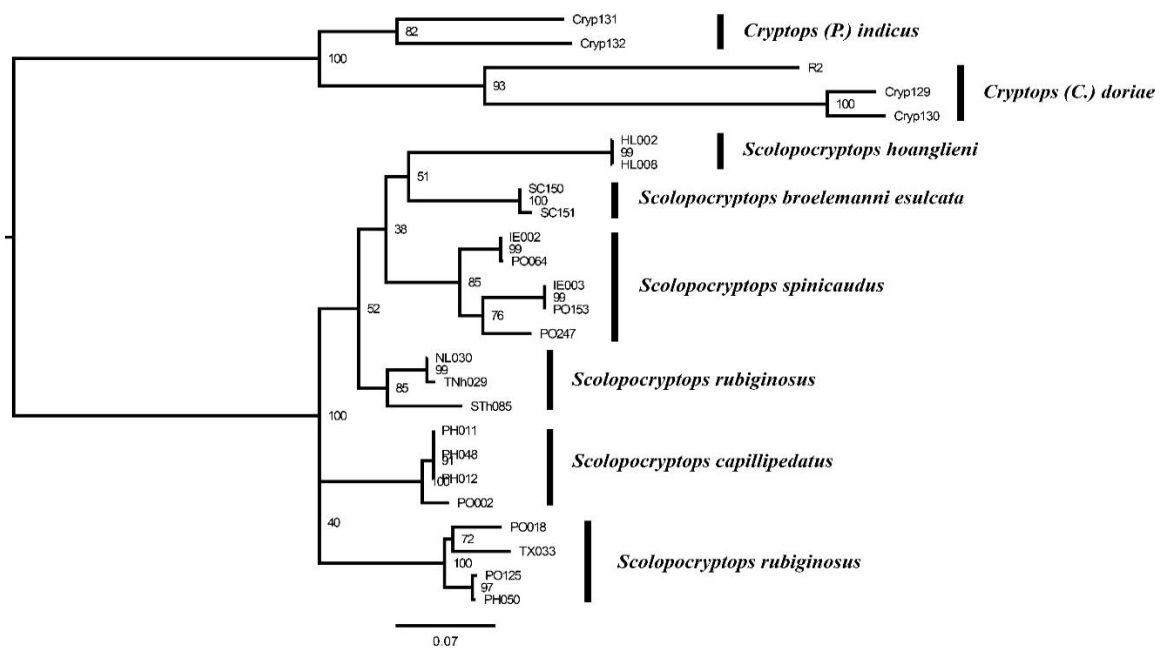 Cryp131
82
Cryp132
Cryptops (P.) indicus
100
R2
93
Cryp129
100
Cryp130
Cryptops (C.) doriae
HL002
99
HL008
Scolopocryptops hoanglieni
51
SC150
100
SC151
Scolopocryptops broelemanni esulcata
38
IE002
99
PO064
85
IE003
99
PO153
76
PO247
Scolopocryptops spinicaudus
52
NL030
99
TNh029
85
STh085
Scolopocryptops rubiginosus
100
PH011
PH048
91
PH012
100
PO002
Scolopocryptops capillipedatus
40
PO018
72
TX033
100
PO125
97
PH050
Scolopocryptops rubiginosus
0.07